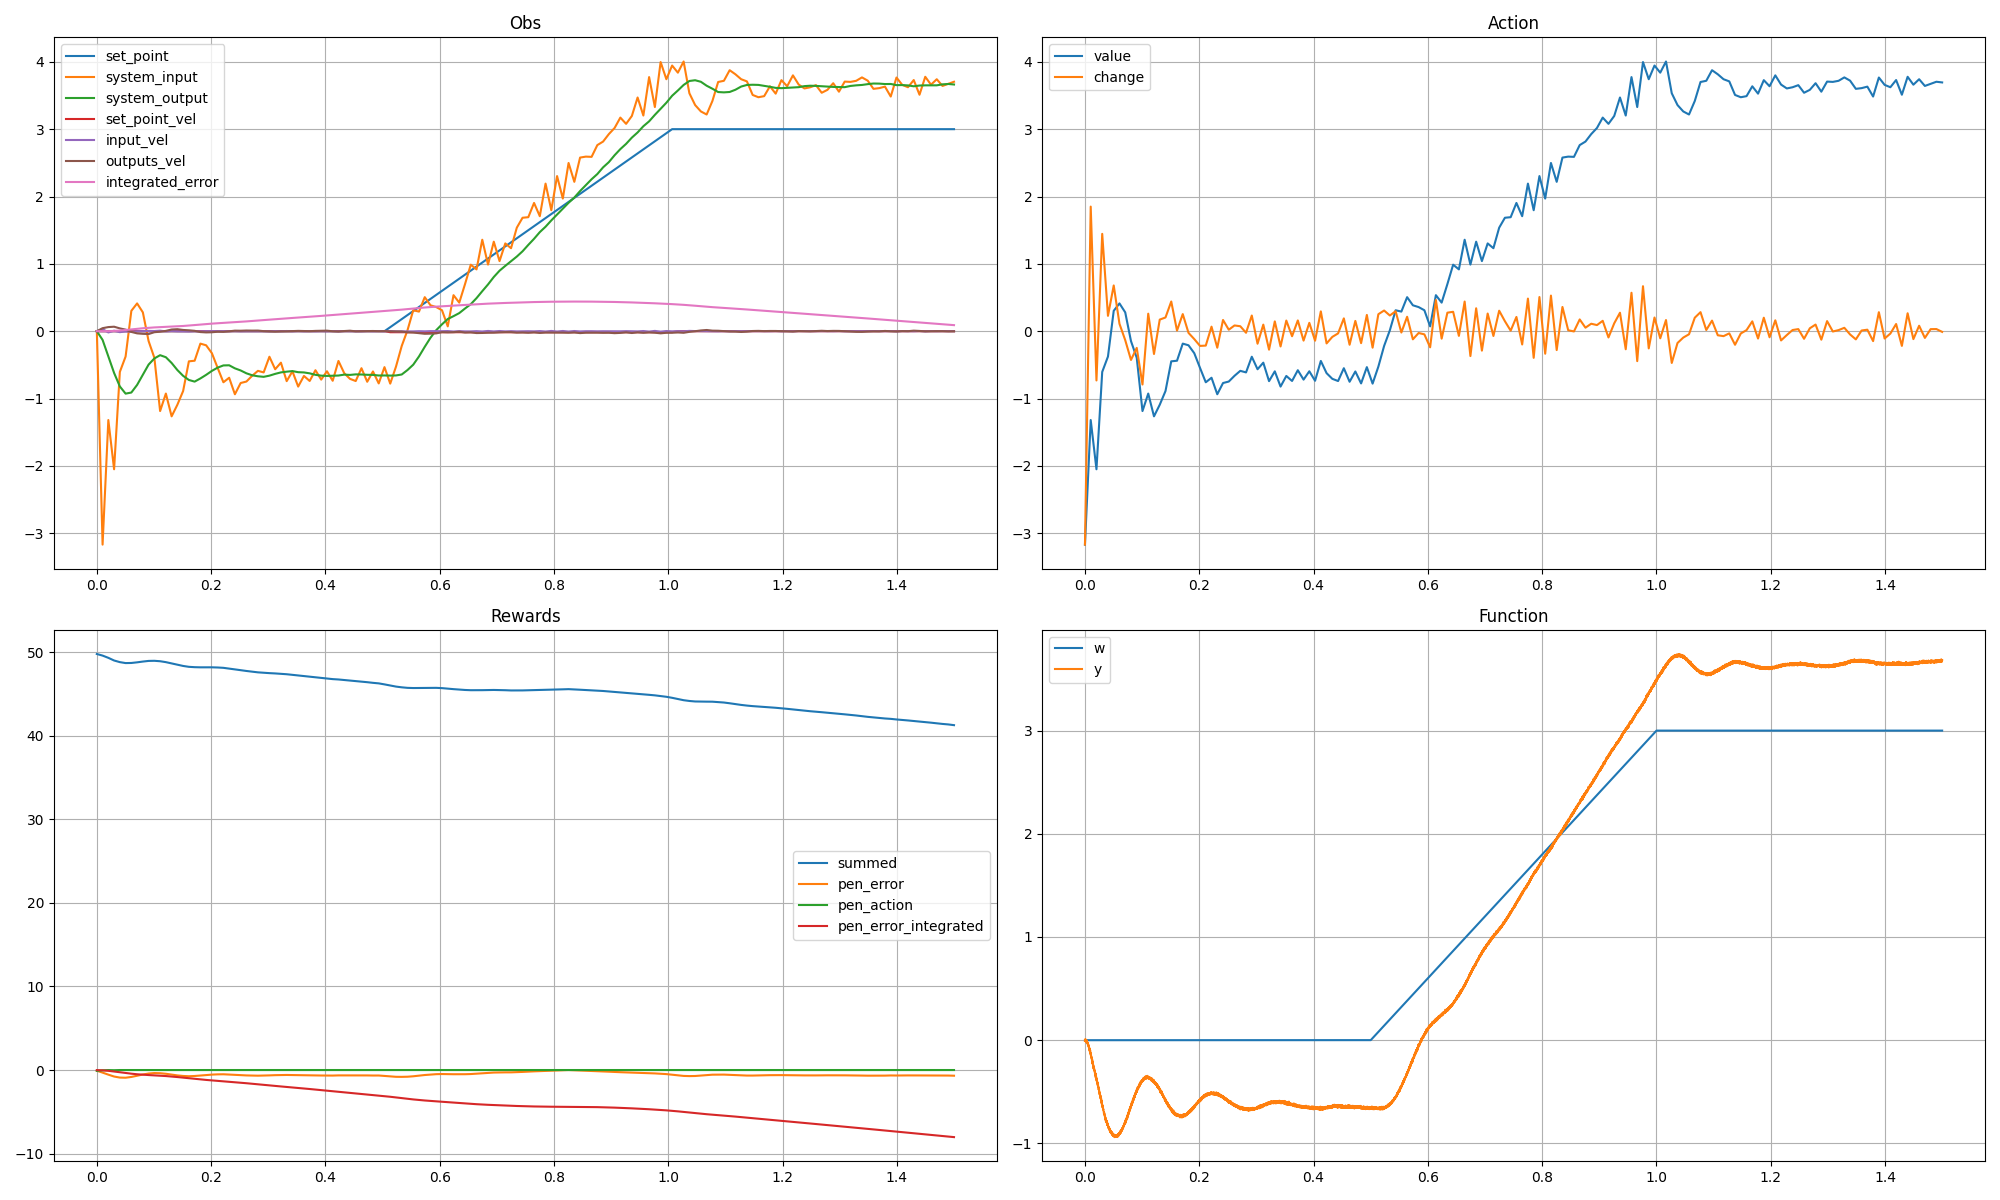 Obs
set_point
system_input
system_output
set_point_vel
input_vel
outputs_vel
integrated_error
4
3
2
1
0
−1
−2
−3
0.0 0.2 0.4 0.6 0.8 1.0 1.2 1.4
Action
value
change
4
3
2
1
0
−1
−2
−3
0.0 0.2 0.4 0.6 0.8 1.0 1.2 1.4
Rewards
50
40
30
20
10
0
−10
summed
pen_error
pen_action
pen_error_integrated
0.0 0.2 0.4 0.6 0.8 1.0 1.2 1.4
Function
w
y
3
2
1
0
−1
0.0 0.2 0.4 0.6 0.8 1.0 1.2 1.4